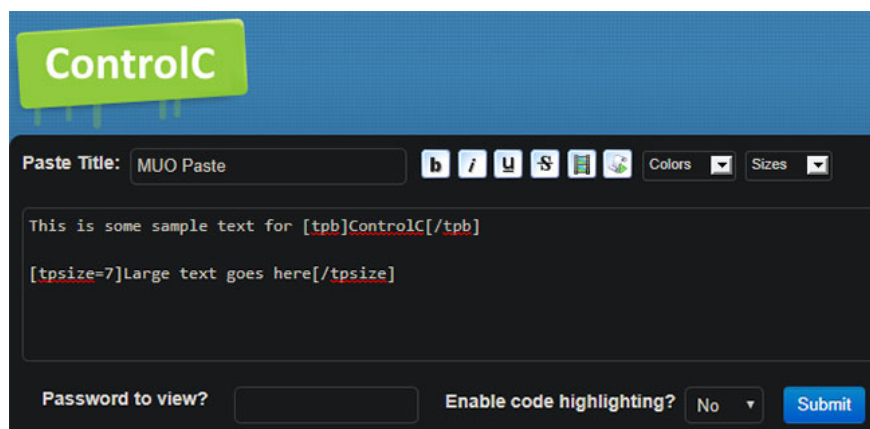 ControlC
Paste Title: MUO Paste b i U S Colors Sizes
This is some sample text for [tpb]ControlC[/tpb]
[tpsize=7]Large text goes here[/tpsize]
Password to view? Enable code highlighting? No Submit